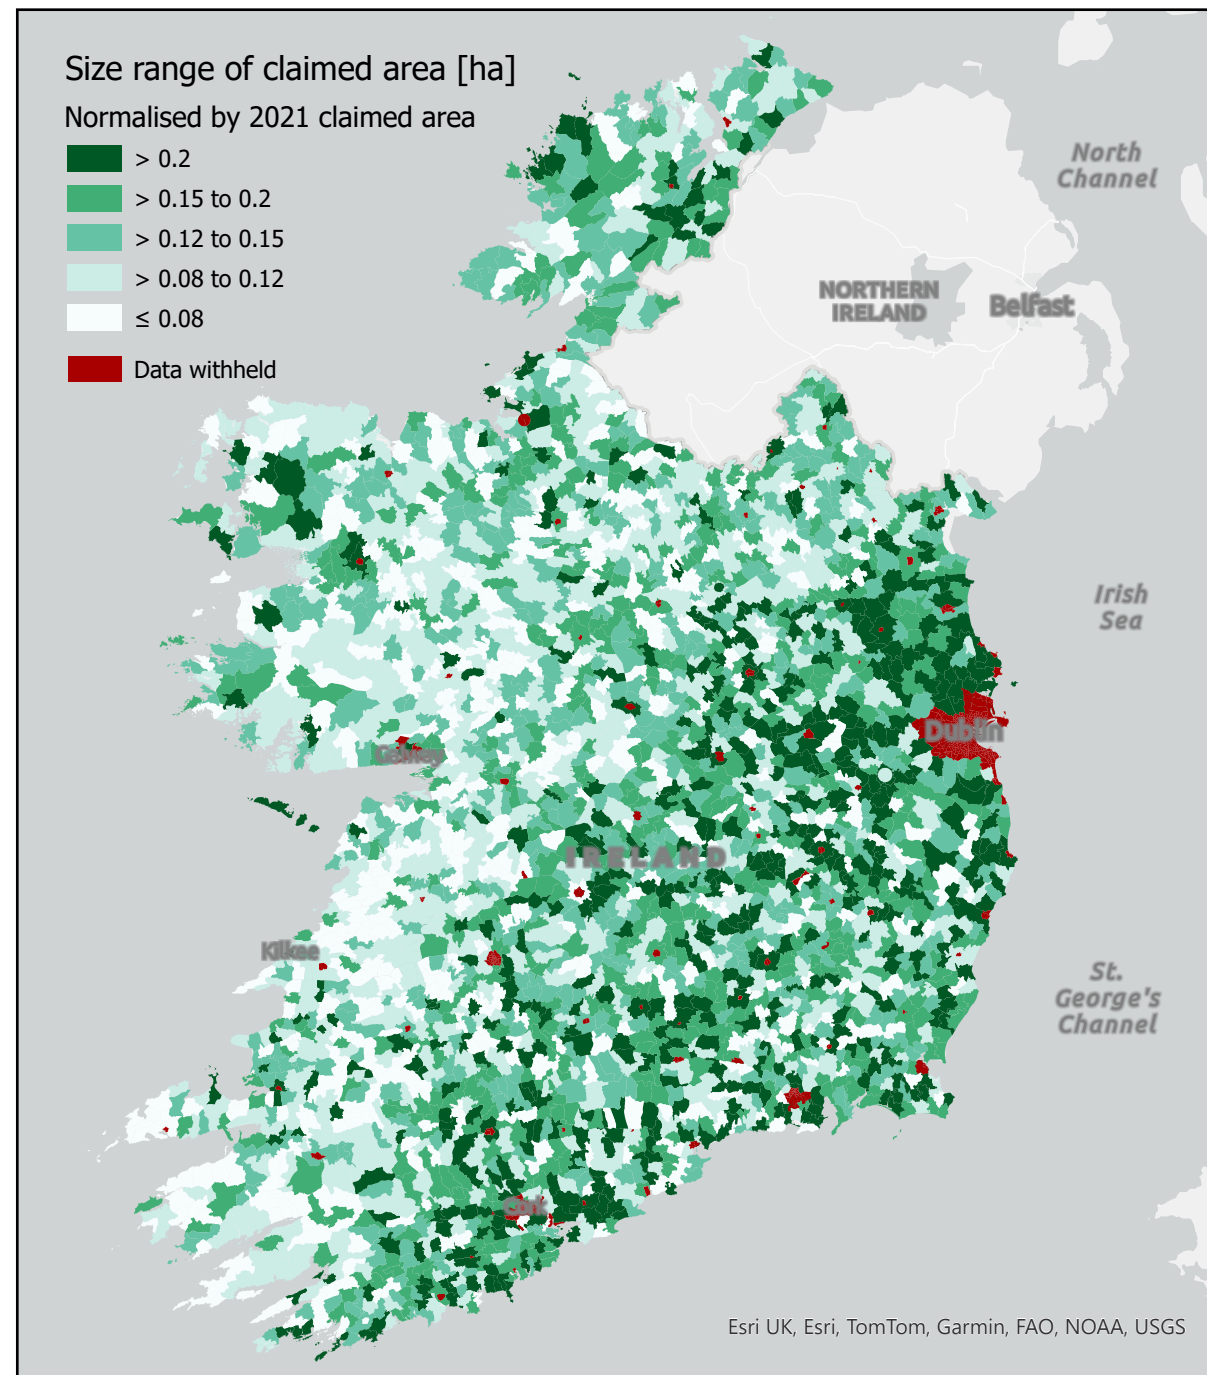 Size range of claimed area [ha]
Normalised by 2021 claimed area
> 0.2
> 0.15 to 0.2
> 0.12 to 0.15
> 0.08 to 0.12
≤ 0.08
Data withheld
North
Channel
NORTHERN
IRELAND
Belfast
Irish
Sea
Dublin
Galway
IRELAND
Kilkee
St.
George's
Channel
Cork
Esri UK, Esri, TomTom, Garmin, FAO, NOAA, USGS